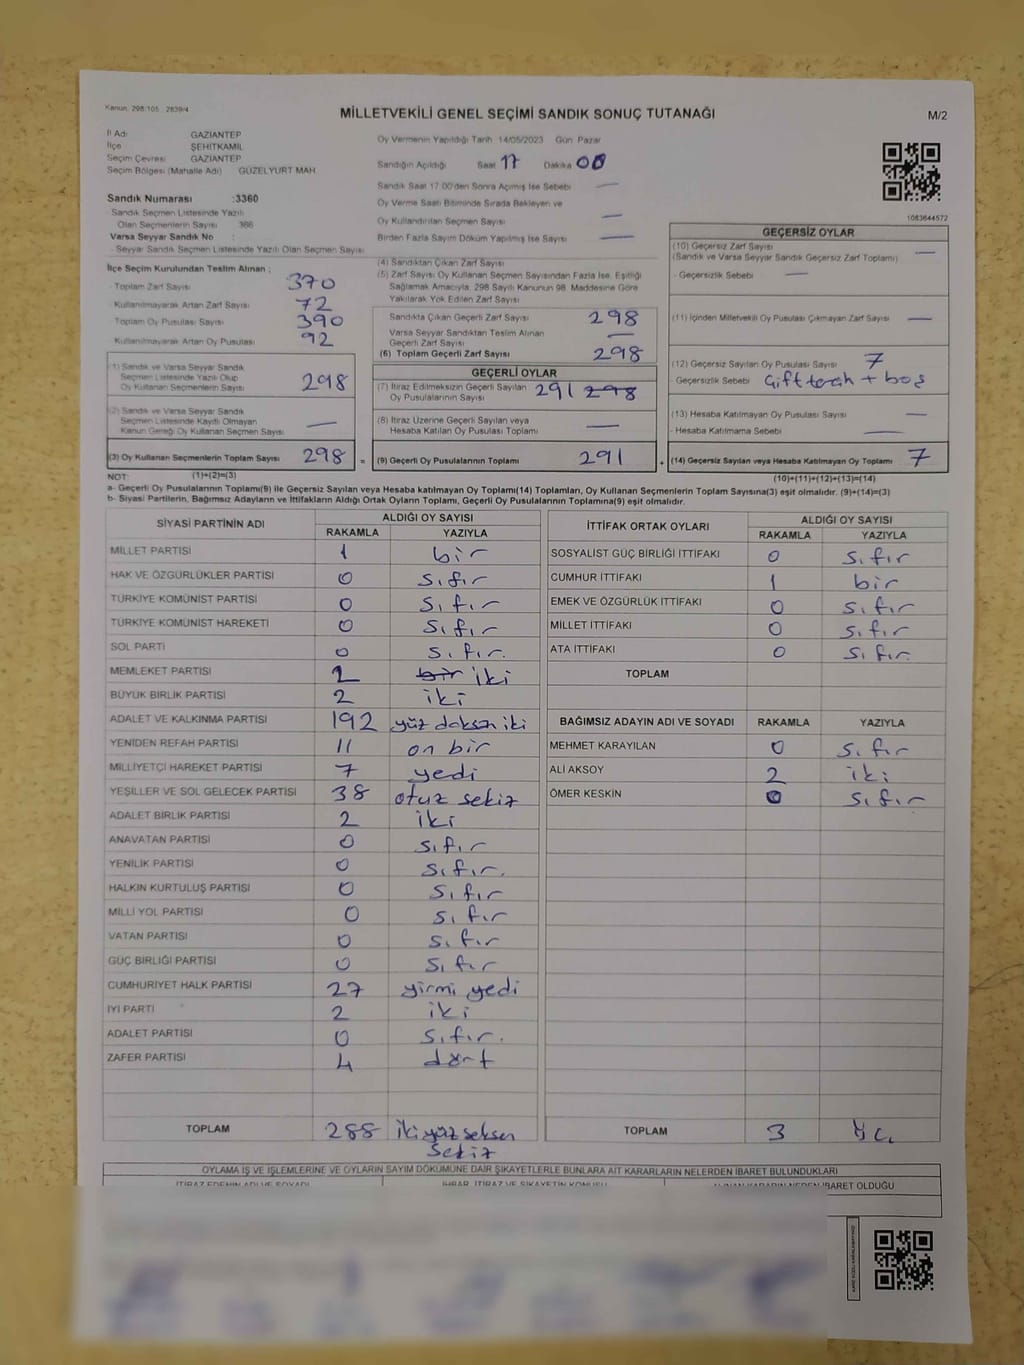 Kanun. 298/105 2839/4
MİLLETVEKİLİ GENEL SEÇİMİ SANDIK SONUÇ TUTANAĞI
M/2
İl Adı GAZİANTEP
İlçe ŞEHİTKAMİL
Seçim Çevresi GAZİANTEP
Seçim Bölgesi (Mahalle Adı) GÜZELYURT MAH
Oy Vermenin Yapıldığı Tarih 14/05/2023 Gün Pazar
Sandığın Açıldığı Saat 17 Dakika 00
Sandık Saat 17.00'den Sonra Açılmış İse Sebebi —
Oy Verme Saati Bitiminde Sırada Bekleyen ve
Oy Kullandırılan Seçmen Sayısı —
Birden Fazla Sayım Döküm Yapılmış İse Sayısı —
1083644572
Sandık Numarası :3360
- Sandık Seçmen Listesinde Yazılı
Olan Seçmenlerin Sayısı 366
Varsa Seyyar Sandık No :
- Seyyar Sandık Listesinde Yazılı Olan Seçmen Sayısı
İlçe Seçim Kurulundan Teslim Alınan ;
- Toplam Zarf Sayısı 370
- Kullanılmayarak Artan Zarf Sayısı 72
Toplam Oy Pusulası Sayısı 390
- Kullanılmayarak Artan Oy Pusulası 92
(1) Sandık ve Varsa Seyyar Sandık
Seçmen Listesinde Yazılı Olup
Oy Kullanan Seçmenlerin Sayısı 298
(2) Sandık ve Varsa Seyyar Sandık
Seçmen Listesinde Kaydı Olmayan
Kanun Gereği Oy Kullanan Seçmen Sayısı —
(3) Oy Kullanan Seçmenlerin Toplam Sayısı 298 =
(1)+(2)=(3)
(4) Sandıktan Çıkan Zarf Sayısı
(5) Zarf Sayısı Oy Kullanan Seçmen Sayısından Fazla İse, Eşitliği
Sağlamak Amacıyla, 298 Sayılı Kanunun 98. Maddesine Göre
Yakılarak Yok Edilen Zarf Sayısı
Sandıkta Çıkan Geçerli Zarf Sayısı 298
Varsa Seyyar Sandıktan Teslim Alınan
Geçerli Zarf Sayısı —
(6) Toplam Geçerli Zarf Sayısı 298
GEÇERLİ OYLAR
(7) İtiraz Edilmeksizin Geçerli Sayılan
Oy Pusulalarının Sayısı 291 298
(8) İtiraz Üzerine Geçerli Sayılan veya
Hesaba Katılan Oy Pusulası Toplamı —
(9) Geçerli Oy Pusulalarının Toplamı 291 +
GEÇERSİZ OYLAR
(10) Geçersiz Zarf Sayısı —
(Sandık ve Varsa Seyyar Sandık Geçersiz Zarf Toplamı)
- Geçersizlik Sebebi —
(11) İçinden Milletvekili Oy Pusulası Çıkmayan Zarf Sayısı —
(12) Geçersiz Sayılan Oy Pusulası Sayısı 7
Geçersizlik Sebebi Çift tercih + boş
(13) Hesaba Katılmayan Oy Pusulası Sayısı —
- Hesaba Katılmama Sebebi —
(14) Geçersiz Sayılan veya Hesaba Katılmayan Oy Toplamı 7
(10)+(11)+(12)+(13)=(14)
NOT:
a- Geçerli Oy Pusulası Toplamı(9) ile Geçersiz Sayılan veya Hesaba katılmayan Oy Toplamı(14) Toplamları, Oy Kullanan Seçmenlerin Toplam Sayısına(3) eşit olmalıdır. (9)+(14)=(3)
b- Siyasi Partilerin, Bağımsız Adayların ve İttifakların Aldığı Ortak Oyların Toplamı, Geçerli Oy Pusulalarının Toplamına(9) eşit olmalıdır.
SİYASİ PARTİNİN ADI ALDIĞI OY SAYISI
RAKAMLA YAZIYLA
MİLLET PARTİSİ 1 bir
HAK VE ÖZGÜRLÜKLER PARTİSİ 0 sıfır
TÜRKİYE KOMÜNİST PARTİSİ 0 sıfır
TÜRKİYE KOMÜNİST HAREKETİ 0 sıfır
SOL PARTİ 0 sıfır.
MEMLEKET PARTİSİ 2 bir iki
BÜYÜK BİRLİK PARTİSİ 2 iki
ADALET VE KALKINMA PARTİSİ 192 yüz doksan iki
YENİDEN REFAH PARTİSİ 11 on bir
MİLLİYETÇİ HAREKET PARTİSİ 7 yedi
YEŞİLLER VE SOL GELECEK PARTİSİ 38 otuz sekiz
ADALET BİRLİK PARTİSİ 2 iki
ANAVATAN PARTİSİ 0 sıfır
YENİLİK PARTİSİ 0 sıfır.
HALKIN KURTULUŞ PARTİSİ 0 sıfır
MİLLİ YOL PARTİSİ 0 sıfır
VATAN PARTİSİ 0 sıfır
GÜÇ BİRLİĞİ PARTİSİ 0 sıfır
CUMHURİYET HALK PARTİSİ 27 yirmi yedi
İYİ PARTİ 2 iki
ADALET PARTİSİ 0 sıfır.
ZAFER PARTİSİ 4 dört
TOPLAM 288 iki yüz seksen
sekiz
İTTİFAK ORTAK OYLARI ALDIĞI OY SAYISI
RAKAMLA YAZIYLA
SOSYALİST GÜÇ BİRLİĞİ İTTİFAKI 0 sıfır
CUMHUR İTTİFAKI 1 bir
EMEK VE ÖZGÜRLÜK İTTİFAKI 0 sıfır
MİLLET İTTİFAKI 0 sıfır
ATA İTTİFAKI 0 sıfır.
TOPLAM
BAĞIMSIZ ADAYIN ADI VE SOYADI RAKAMLA YAZIYLA
MEHMET KARAYILAN 0 sıfır
ALİ AKSOY 2 iki
ÖMER KESKİN 0 sıfır
TOPLAM 3 üç
OYLAMA İŞ VE İŞLEMLERİNE VE OYLARIN SAYIM DÖKÜMÜNE DAİR ŞİKAYETLERLE BUNLARA AİT KARARLARIN NELERDEN İBARET BULUNDUKLARI
İTİRAZ EDENİN ADI VE SOYADI İHBAR, İTİRAZ VE ŞİKAYETİN KONUSU ALINAN KARARIN NEDEN İBARET OLDUĞU